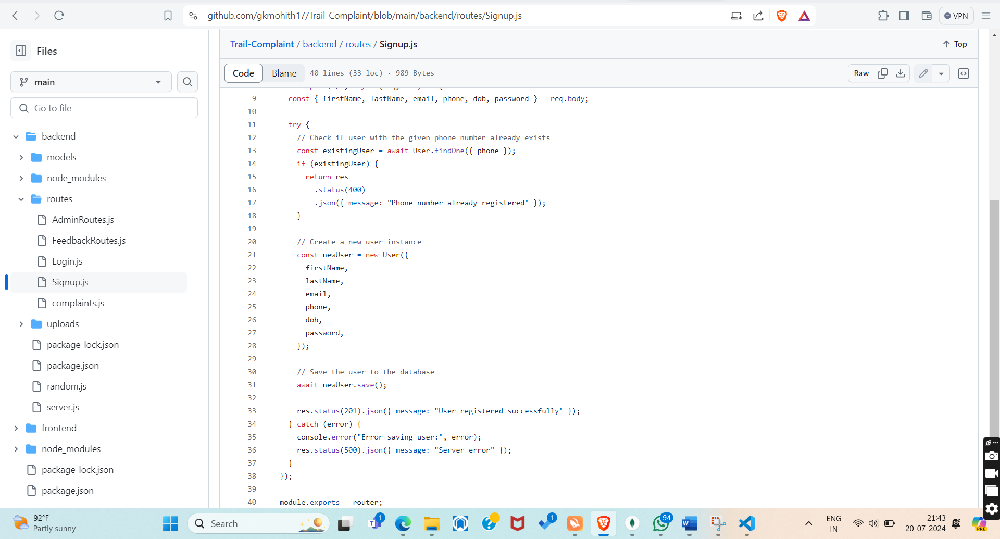 github.com/gkmohith17/Trail-Complaint/blob/main/backend/routes/Signup.js
VPN
Files
main
Go to file
backend
models
node_modules
routes
AdminRoutes.js
FeedbackRoutes.js
Login.js
Signup.js
complaints.js
uploads
package-lock.json
package.json
random.js
server.js
frontend
node_modules
package-lock.json
package.json
Trail-Complaint / backend / routes / Signup.js
Top
Code Blame 40 lines (33 loc) · 989 Bytes
Raw
9 const { firstName, lastName, email, phone, dob, password } = req.body;
10
11 try {
12 // Check if user with the given phone number already exists
13 const existingUser = await User.findOne({ phone });
14 if (existingUser) {
15 return res
16 .status(400)
17 .json({ message: "Phone number already registered" });
18 }
19
20 // Create a new user instance
21 const newUser = new User({
22 firstName,
23 lastName,
24 email,
25 phone,
26 dob,
27 password,
28 });
29
30 // Save the user to the database
31 await newUser.save();
32
33 res.status(201).json({ message: "User registered successfully" });
34 } catch (error) {
35 console.error("Error saving user:", error);
36 res.status(500).json({ message: "Server error" });
37 }
38 });
39
40 module.exports = router;
92°F
Partly sunny
Search
1
1
94
ENG
IN
21:43
20-07-2024
PRE